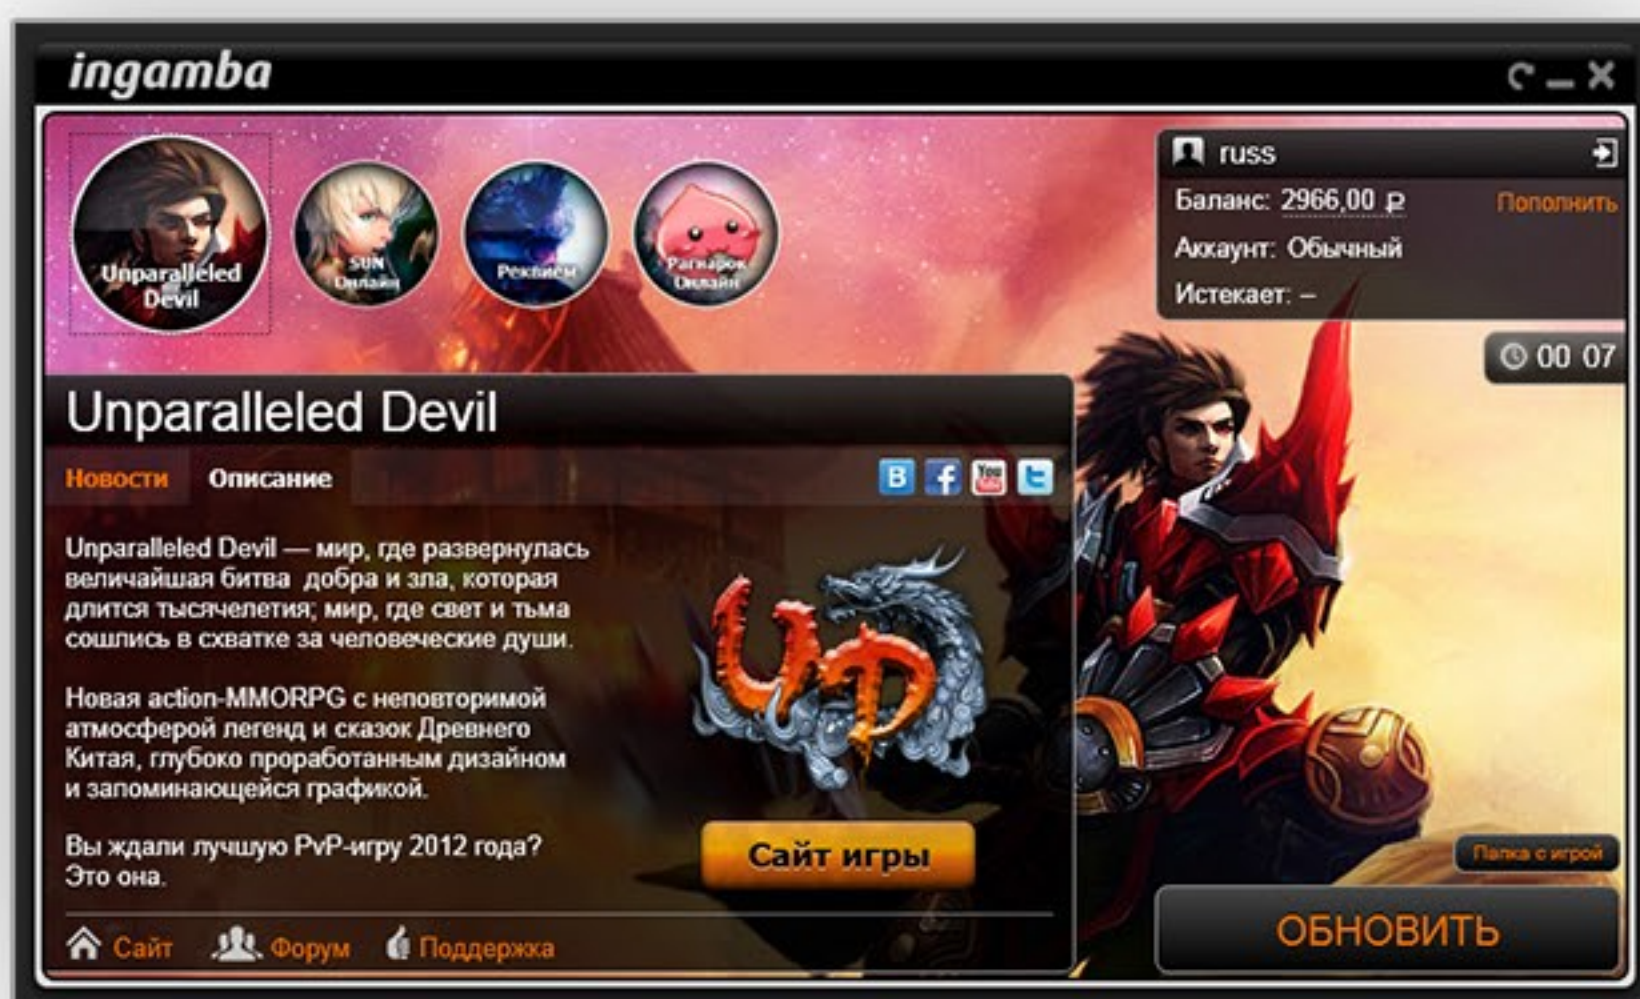 ingamba
Unparalleled
Devil
SUN
Онлайн
Реквием
Рагнарок
Онлайн
russ
Баланс: 2966,00 ₽ Пополнить
Аккаунт: Обычный
Истекает: –
00 07
Unparalleled Devil
Новости Описание
B f You Tube t
Unparalleled Devil — мир, где развернулась
величайшая битва добра и зла, которая
длится тысячелетия; мир, где свет и тьма
сошлись в схватке за человеческие души.
Новая action-MMORPG с неповторимой
атмосферой легенд и сказок Древнего
Китая, глубоко проработанным дизайном
и запоминающейся графикой.
Вы ждали лучшую PvP-игру 2012 года?
Это она.
UD
Сайт игры
Сайт Форум Поддержка
Папка с игрой
ОБНОВИТЬ